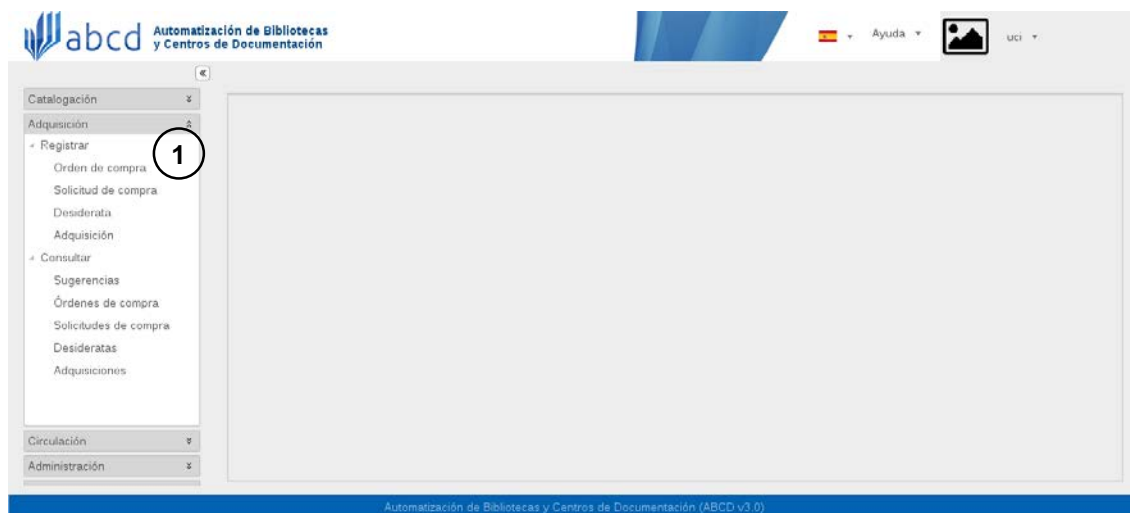 abcd Automatización de Bibliotecas
y Centros de Documentación
Ayuda
uci
Catalogación
Adquisición
Registrar
1
Orden de compra
Solicitud de compra
Desiderata
Adquisición
Consultar
Sugerencias
Órdenes de compra
Solicitudes de compra
Desideratas
Adquisiciones
Circulación
Administración
Automatización de Bibliotecas y Centros de Documentación (ABCD v3.0)